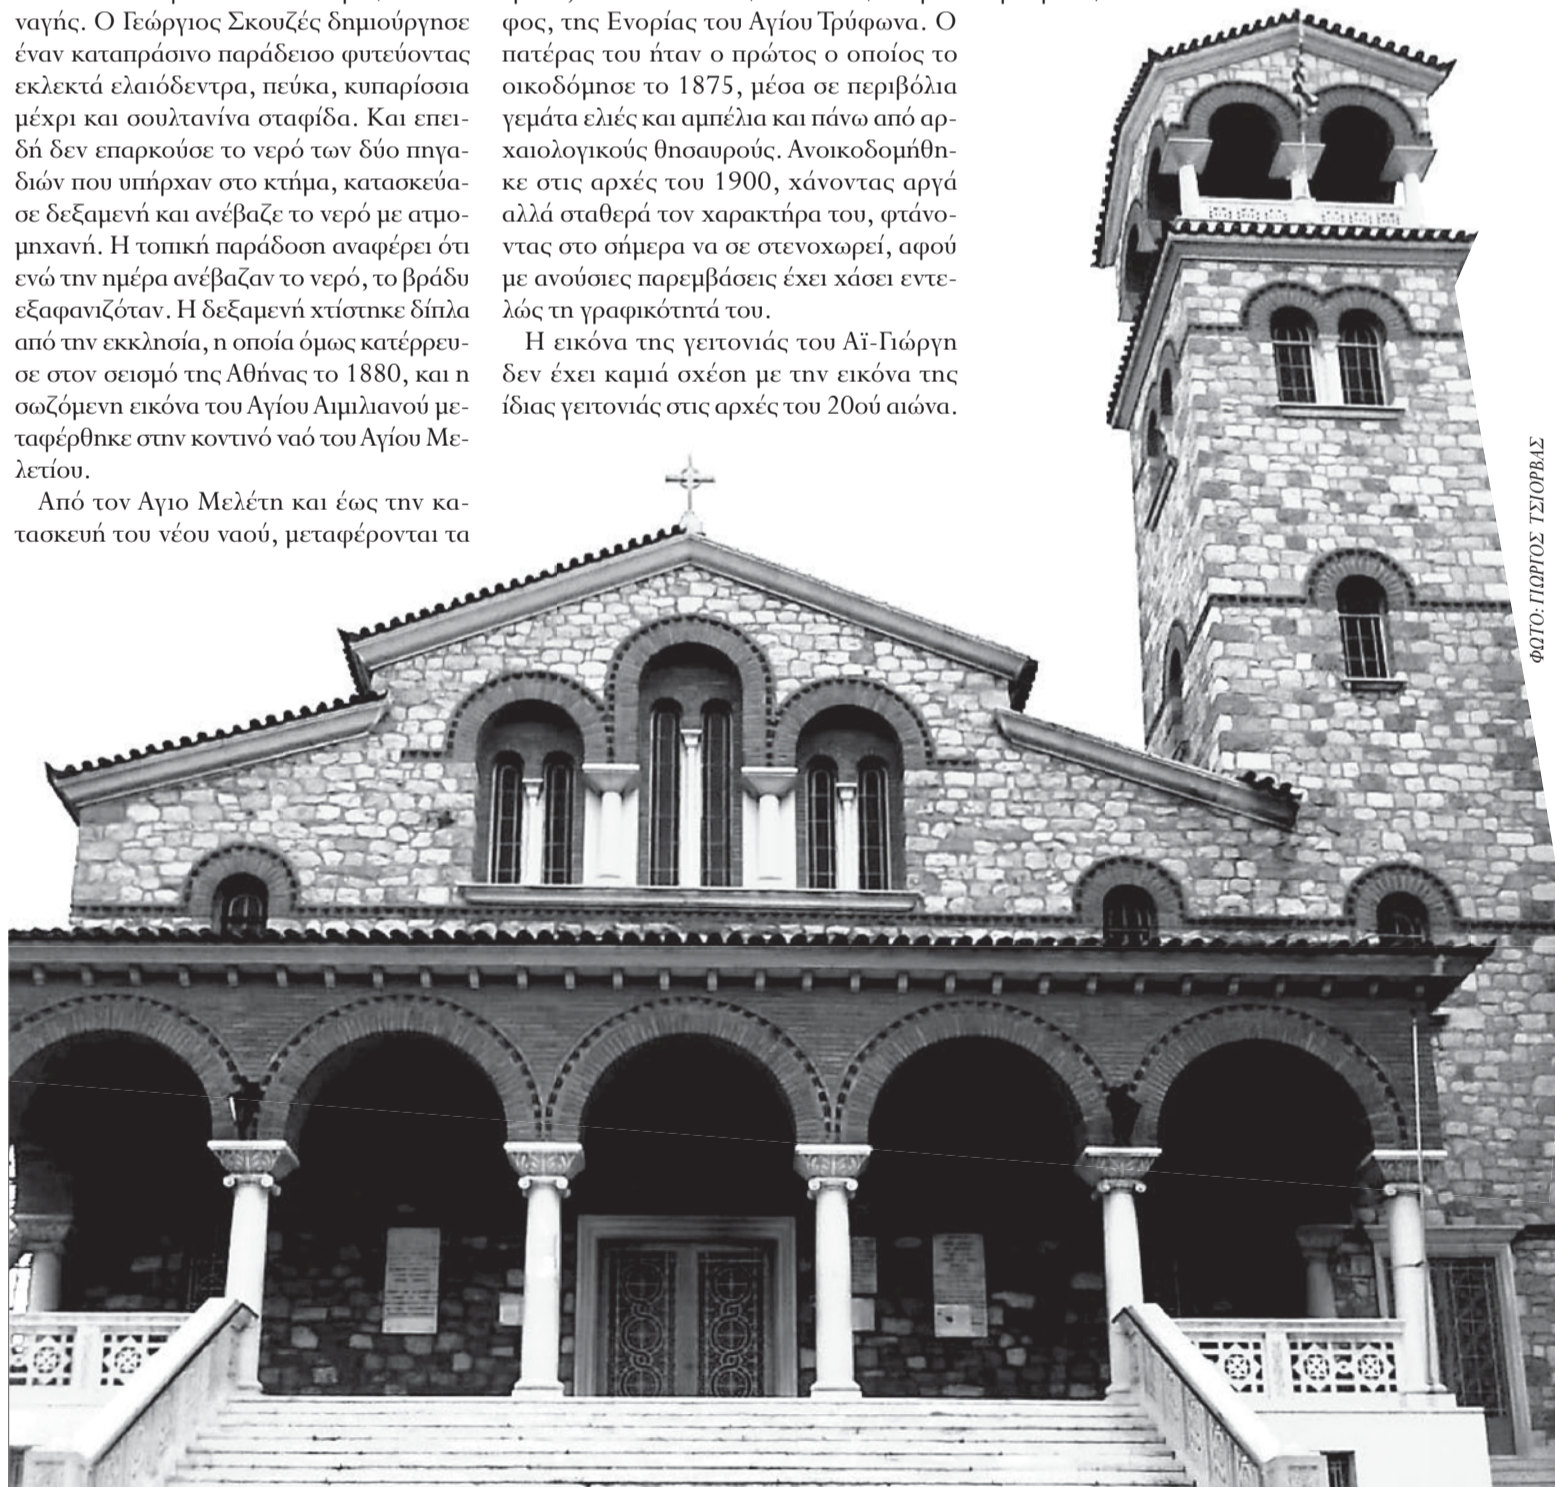 ναγής. Ο Γεώργιος Σκουζές δημιούργησε
έναν καταπράσινο παράδεισο φυτεύοντας
εκλεκτά ελαιόδεντρα, πεύκα, κυπαρίσσια
μέχρι και σουλτανίνα σταφίδα. Και επει-
δή δεν επαρκούσε το νερό των δύο πηγα-
διών που υπήρχαν στο κτήμα, κατασκεύα-
σε δεξαμενή και ανέβαζε το νερό με ατμο-
μηχανή. Η τοπική παράδοση αναφέρει ότι
ενώ την ημέρα ανέβαζαν το νερό, το βράδυ
εξαφανιζόταν. Η δεξαμενή χτίστηκε δίπλα
από την εκκλησία, η οποία όμως κατέρρευ-
σε στον σεισμό της Αθήνας το 1880, και η
σωζόμενη εικόνα του Αγίου Αιμιλιανού με-
ταφέρθηκε στην κοντινό ναό του Αγίου Με-
λετίου.
Από τον Αγιο Μελέτη και έως την κα-
τασκευή του νέου ναού, μεταφέρονται τα
φος, της Ενορίας του Αγίου Τρύφωνα. Ο
πατέρας του ήταν ο πρώτος ο οποίος το
οικοδόμησε το 1875, μέσα σε περιβόλια
γεμάτα ελιές και αμπέλια και πάνω από αρ-
χαιολογικούς θησαυρούς. Ανοικοδομήθη-
κε στις αρχές του 1900, χάνοντας αργά
αλλά σταθερά τον χαρακτήρα του, φτάνο-
ντας στο σήμερα να σε στενοχωρεί, αφού
με ανούσιες παρεμβάσεις έχει χάσει εντε-
λώς τη γραφικότητά του.
Η εικόνα της γειτονιάς του Αϊ-Γιώργη
δεν έχει καμιά σχέση με την εικόνα της
ίδιας γειτονιάς στις αρχές του 20ού αιώνα.
ΦΩΤΟ: ΓΙΩΡΓΟΣ ΤΣΙΟΡΒΑΣ